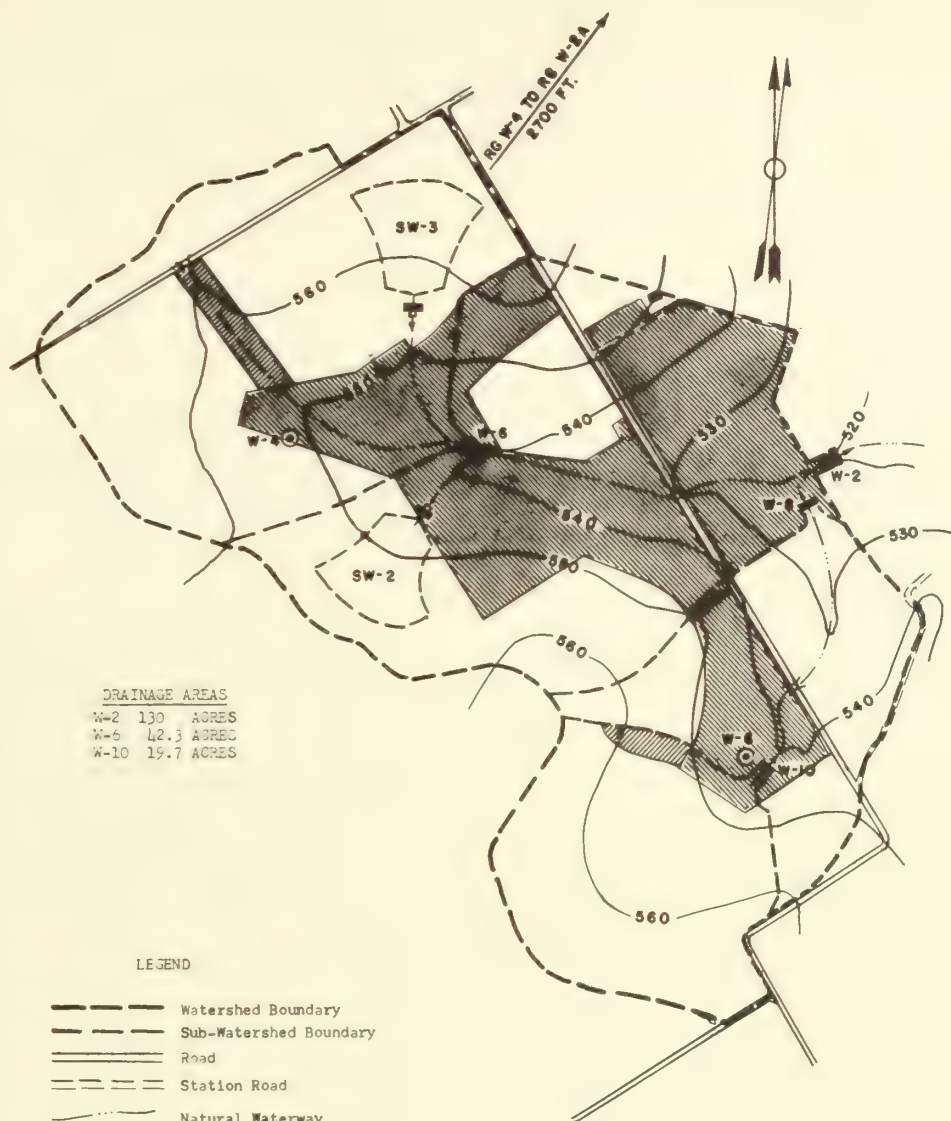 RG W-4 TO RG W-2A
2700 FT.
SW-3
560
540
W-4
W-6
540
530
520
W-2
540
530
SW-2
560
560
540
W-10
560
DRAINAGE AREAS
W-2 130 ACRES
W-6 42.3 ACRES
W-10 19.7 ACRES
LEGEND
Watershed Boundary
Sub-Watershed Boundary
Road
Station Road
Natural Waterway